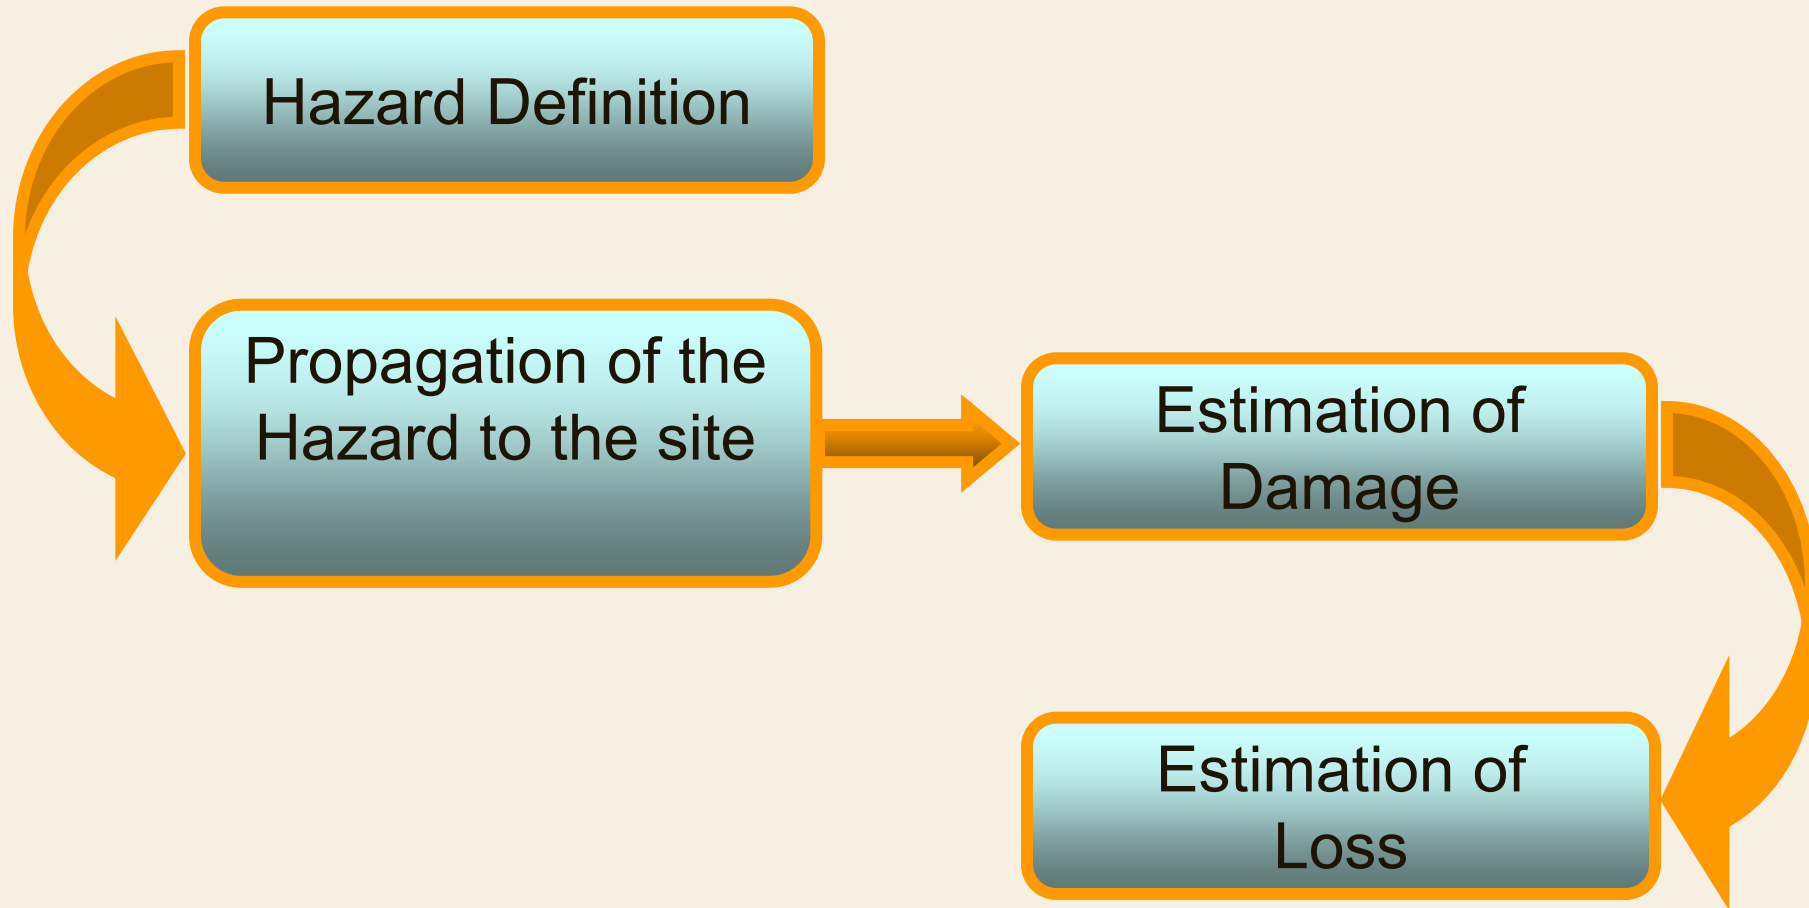 Hazard Definition
Propagation of the
Hazard to the site
Estimation of
Damage
Estimation of
Loss